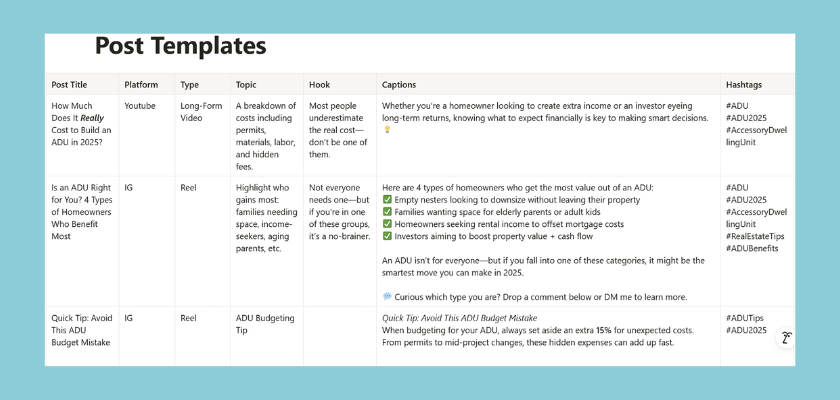 Post Templates
Post Title Platform Type Topic Hook Captions Hashtags
How Much
Does It Really
Cost to Build an
ADU in 2025?
Youtube
Long-Form
Video
A breakdown of
costs including
permits,
materials, labor,
and hidden
fees.
Most people
underestimate
the real cost—
don't be one of
them.
Whether you're a homeowner looking to create extra income or an investor eyeing
long-term returns, knowing what to expect financially is key to making smart decisions.
💡
#ADU
#ADU2025
#AccessoryDwel
lingUnit
Is an ADU Right
for You? 4 Types
of Homeowners
Who Benefit
Most
IG
Reel
Highlight who
gains most:
families needing
space, income-
seekers, aging
parents, etc.
Not everyone
needs one—but
if you're in one
of these groups,
it's a no-brainer.
Here are 4 types of homeowners who get the most value out of an ADU:
✅ Empty nesters looking to downsize without leaving their property
✅ Families wanting space for elderly parents or adult kids
✅ Homeowners seeking rental income to offset mortgage costs
✅ Investors aiming to boost property value + cash flow
An ADU isn't for everyone—but if you fall into one of these categories, it might be the
smartest move you can make in 2025.
💬 Curious which type you are? Drop a comment below or DM me to learn more.
#ADU
#ADU2025
#AccessoryDwel
lingUnit
#RealEstateTips
#ADUBenefits
Quick Tip: Avoid
This ADU
Budget Mistake
IG
Reel
ADU Budgeting
Tip
Quick Tip: Avoid This ADU Budget Mistake
When budgeting for your ADU, always set aside an extra 15% for unexpected costs.
From permits to mid-project changes, these hidden expenses can add up fast.
#ADUTips
#ADU2025